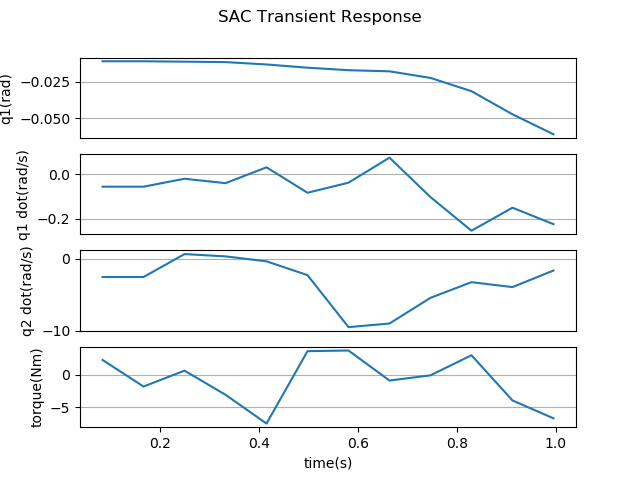 SAC Transient Response
q1(rad)
−0.025
−0.050
q1 dot(rad/s)
0.0
−0.2
q2 dot(rad/s)
0
−10
torque(Nm)
0
−5
0.2 0.4 0.6 0.8 1.0
time(s)